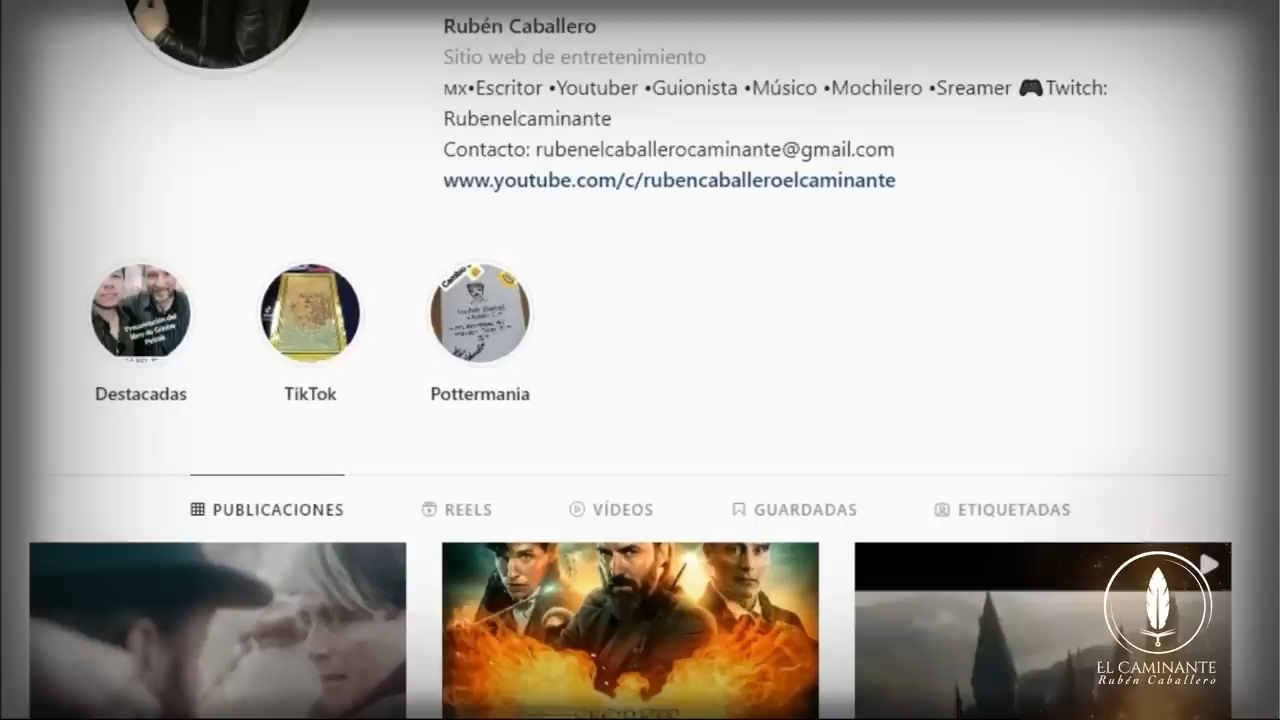 Rubén Caballero
Sitio web de entretenimiento
MX•Escritor •Youtuber •Guionista •Músico •Mochilero •Sreamer 🎮Twitch:
Rubenelcaminante
Contacto: rubenelcaballerocaminante@gmail.com
www.youtube.com/c/rubencaballeroelcaminante
Destacadas
TikTok
Pottermania
PUBLICACIONES
REELS
VÍDEOS
GUARDADAS
ETIQUETADAS
EL CAMINANTE
Rubén Caballero